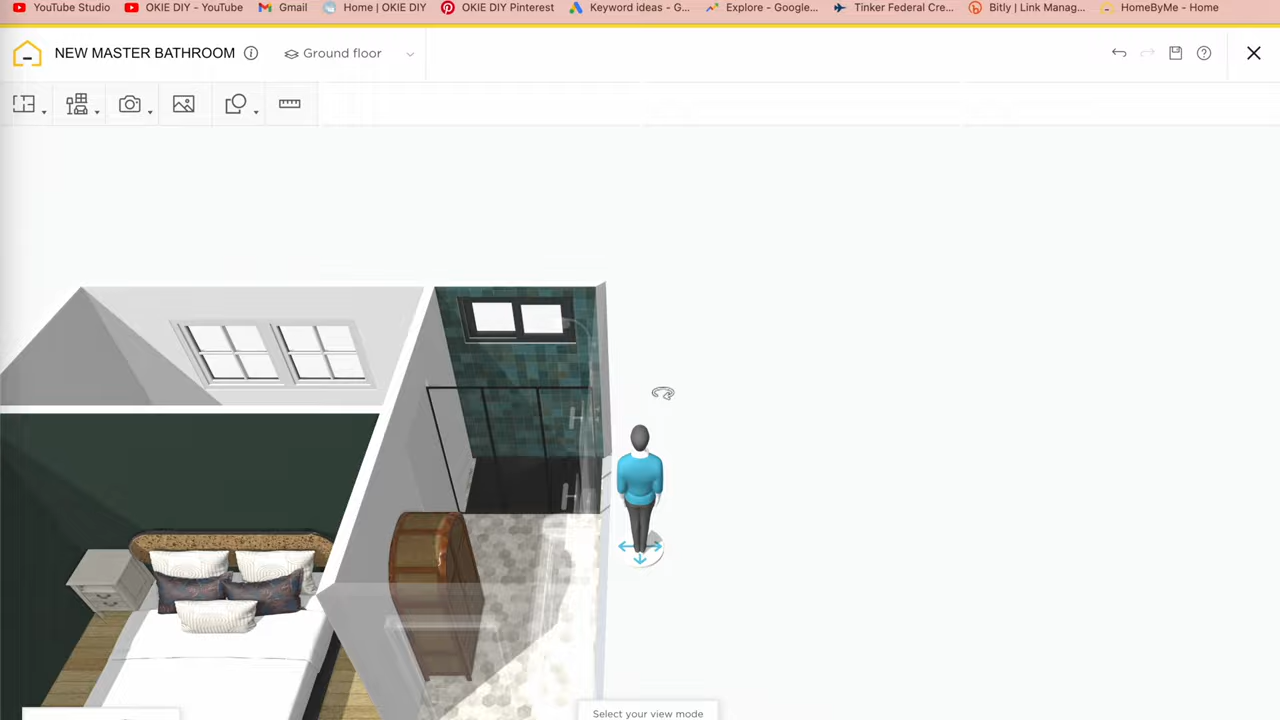 YouTube Studio OKIE DIY - YouTube Gmail Home | OKIE DIY OKIE DIY Pinterest Keyword ideas - G... Explore - Google... Tinker Federal Cre... Bitly | Link Manag... HomeByMe - Home
NEW MASTER BATHROOM Ground floor
Select your view mode